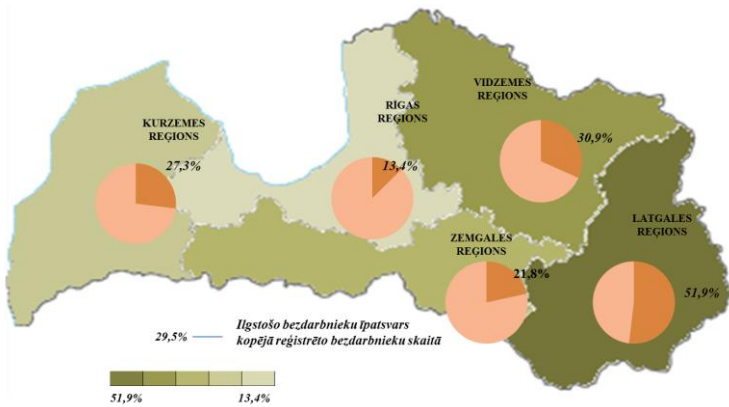 VIDZEMES
REĢIONS
30,9%
RĪGAS
REĢIONS
13,4%
KURZEMES
REĢIONS
27,3%
LATGALES
REĢIONS
51,9%
ZEMGALES
REĢIONS
21,8%
29,5%
Ilgstošo bezdarbnieku īpatsvars
kopējā reģistrēto bezdarbnieku skaitā
51,9% 13,4%